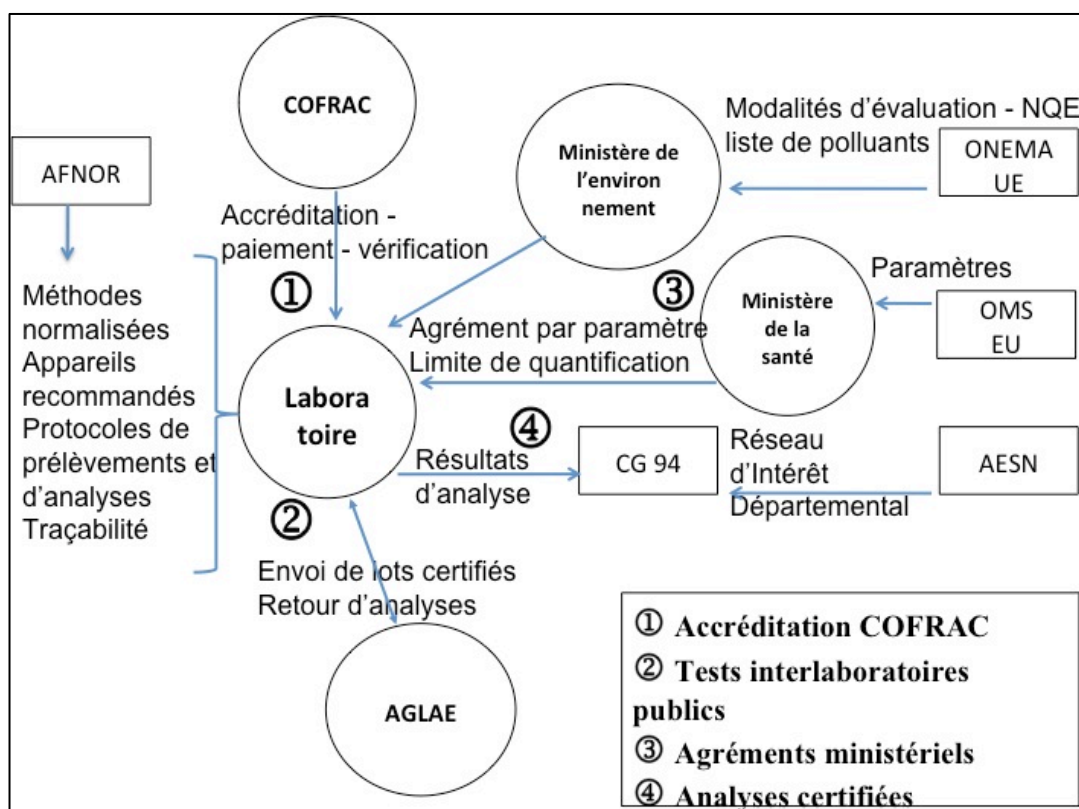 COFRAC
AFNOR
Accréditation -
paiement - vérification
①
Méthodes
normalisées
Appareils
recommandés
Protocoles de
prélèvements et
d'analyses
Traçabilité
Ministère de
l'environ
nement
Modalités d'évaluation - NQE
liste de polluants
ONEMA
UE
③
Ministère
de la
santé
Paramètres
OMS
EU
Agrément par paramètre
Limite de quantification
Labora
toire
④
Résultats
d'analyse
CG 94
Réseau
d'Intérêt
Départemental
AESN
②
Envoi de lots certifiés
Retour d'analyses
AGLAE
① Accréditation COFRAC
② Tests interlaboratoires
publics
③ Agréments ministériels
④ Analyses certifiées